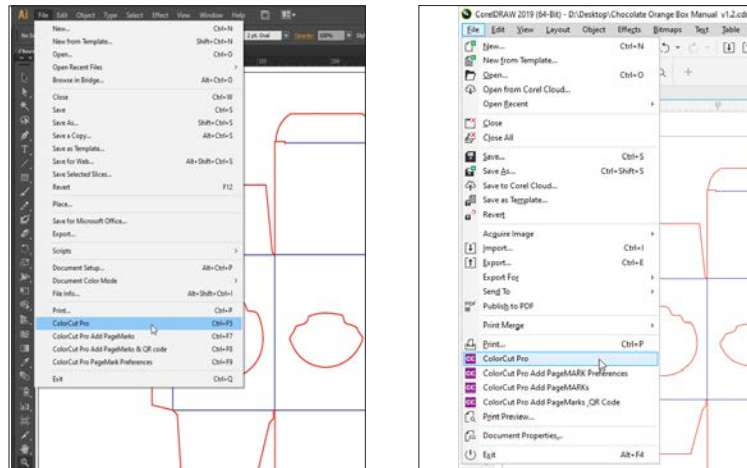 Ai File Edit Object Type Select Effect View Window Help
2 pt. Oval
New... Ctrl+N
New from Template... Shift+Ctrl+N
Open... Ctrl+O
Open Recent Files
Browse in Bridge... Alt+Ctrl+O
Close Ctrl+W
Save Ctrl+S
Save As... Shift+Ctrl+S
Save a Copy... Alt+Ctrl+S
Save as Template...
Save for Web... Alt+Shift+Ctrl+S
Save Selected Slices...
Revert F12
Place...
Save for Microsoft Office...
Export...
Scripts
Document Setup... Alt+Ctrl+P
Document Color Mode
File Info... Alt+Shift+Ctrl+I
Print... Ctrl+P
ColorCut Pro Ctrl+F5
ColorCut Pro Add PageMarks Ctrl+F7
ColorCut Pro Add PageMarks & QR code Ctrl+F8
ColorCut Pro PageMark Preferences Ctrl+F9
Exit Ctrl+Q
CorelDRAW 2019 (64-Bit) - D:\Desktop\Chocolate Orange Box Manual v1.2.cdr
File Edit View Layout Object Effects Bitmaps Text Table
New... Ctrl+N
New from Template...
Open... Ctrl+O
Open from Corel Cloud...
Open Recent
Close
Close All
Save... Ctrl+S
Save As... Ctrl+Shift+S
Save to Corel Cloud...
Save as Template...
Revert
Acquire Image
Import... Ctrl+I
Export... Ctrl+E
Export For
Send To
Publish to PDF
Print Merge
Print... Ctrl+P
CC ColorCut Pro
CC ColorCut Pro Add PageMARK Preferences
CC ColorCut Pro Add PageMARKs
CC ColorCut Pro Add PageMarks_QR Code
Print Preview...
Document Properties...
Exit Alt+F4